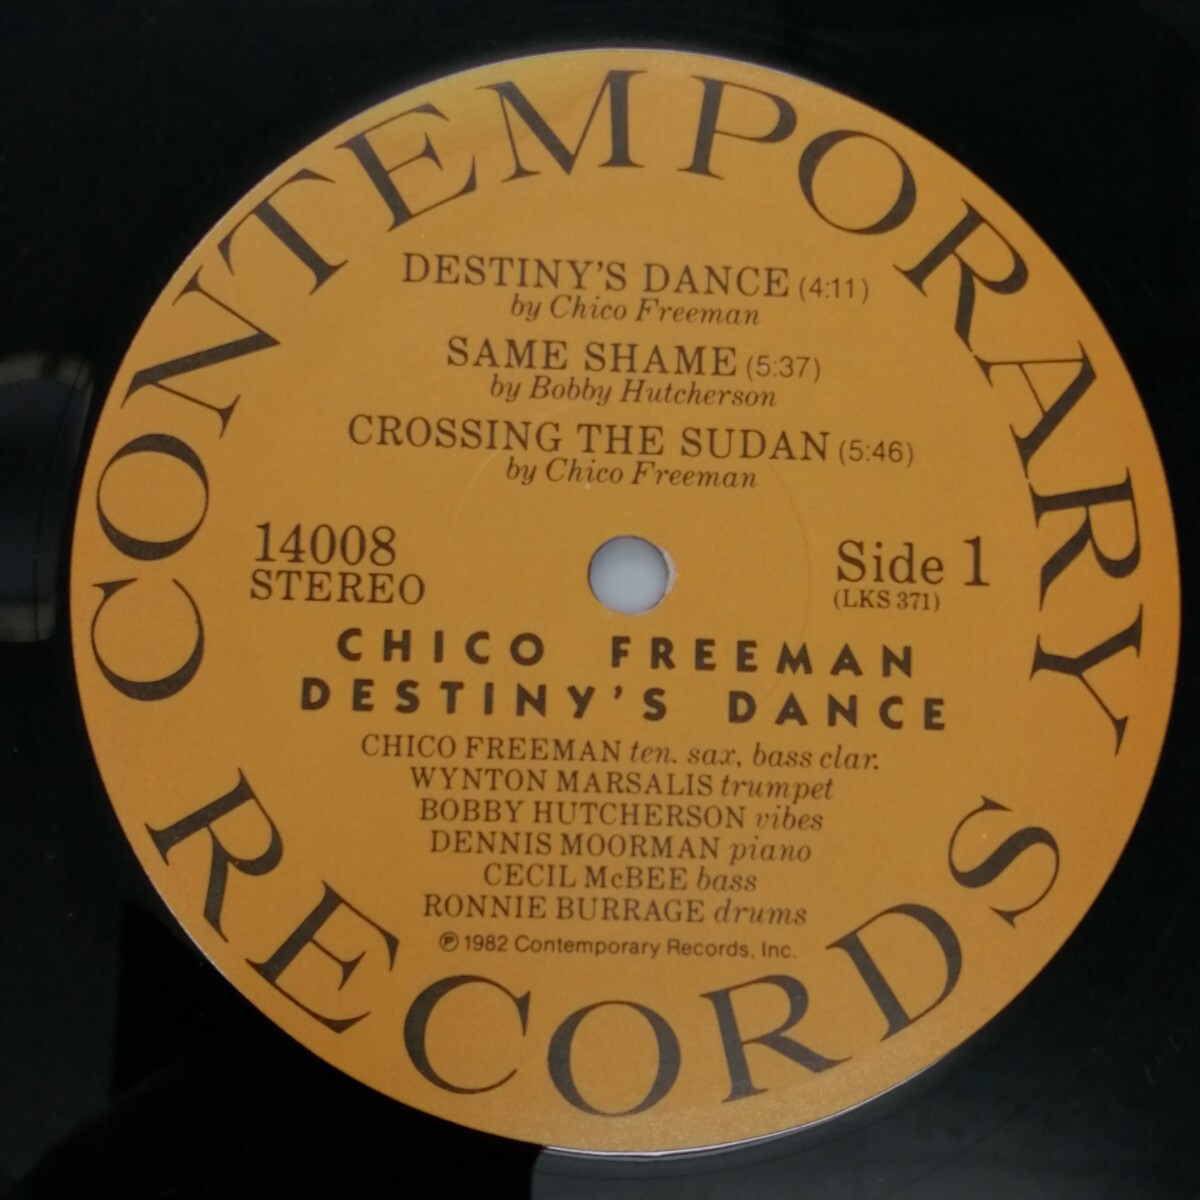 CONTEMPORARY
DESTINY'S DANCE (4:11)
by Chico Freeman
SAME SHAME (5:37)
by Bobby Hutcherson
CROSSING THE SUDAN (5:46)
by Chico Freeman
14008
STEREO
Side 1
(LKS 371)
CHICO FREEMAN
DESTINY'S DANCE
CHICO FREEMAN ten. sax, bass clar.
WYNTON MARSALIS trumpet
BOBBY HUTCHERSON vibes
DENNIS MOORMAN piano
CECIL McBEE bass
RONNIE BURRAGE drums
℗ 1982 Contemporary Records, Inc.
RECORDS